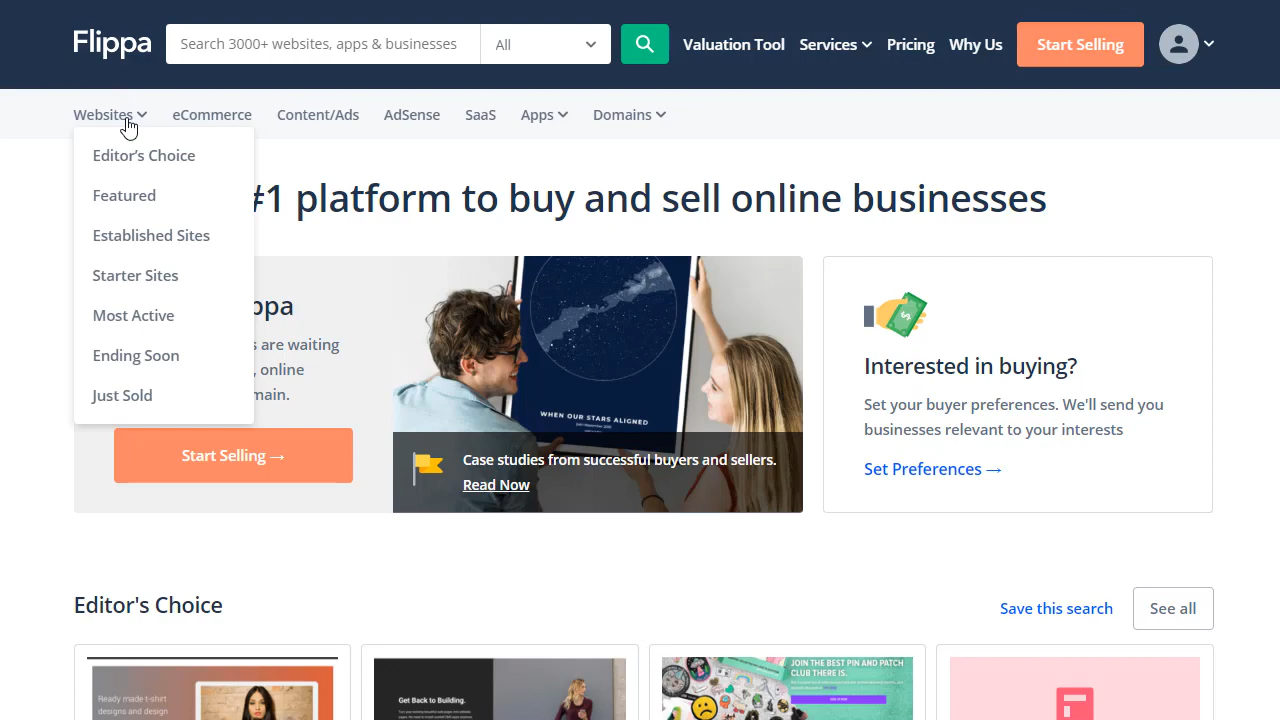 Flippa
Search 3000+ websites, apps & businesses
All
Valuation Tool
Services
Pricing
Why Us
Start Selling
Websites
eCommerce
Content/Ads
AdSense
SaaS
Apps
Domains
Editor’s Choice
Featured
Established Sites
Starter Sites
Most Active
Ending Soon
Just Sold
#1 platform to buy and sell online businesses
ppa
s are waiting
, online
main.
Start Selling →
WHEN OUR STARS ALIGNED
Case studies from successful buyers and sellers.
Read Now
$
Interested in buying?
Set your buyer preferences. We'll send you
businesses relevant to your interests
Set Preferences →
Editor's Choice
Save this search
See all
Ready made t-shirt
designs and design
Get Back to Building.
JOIN THE BEST PIN AND PATCH
CLUB THERE IS.